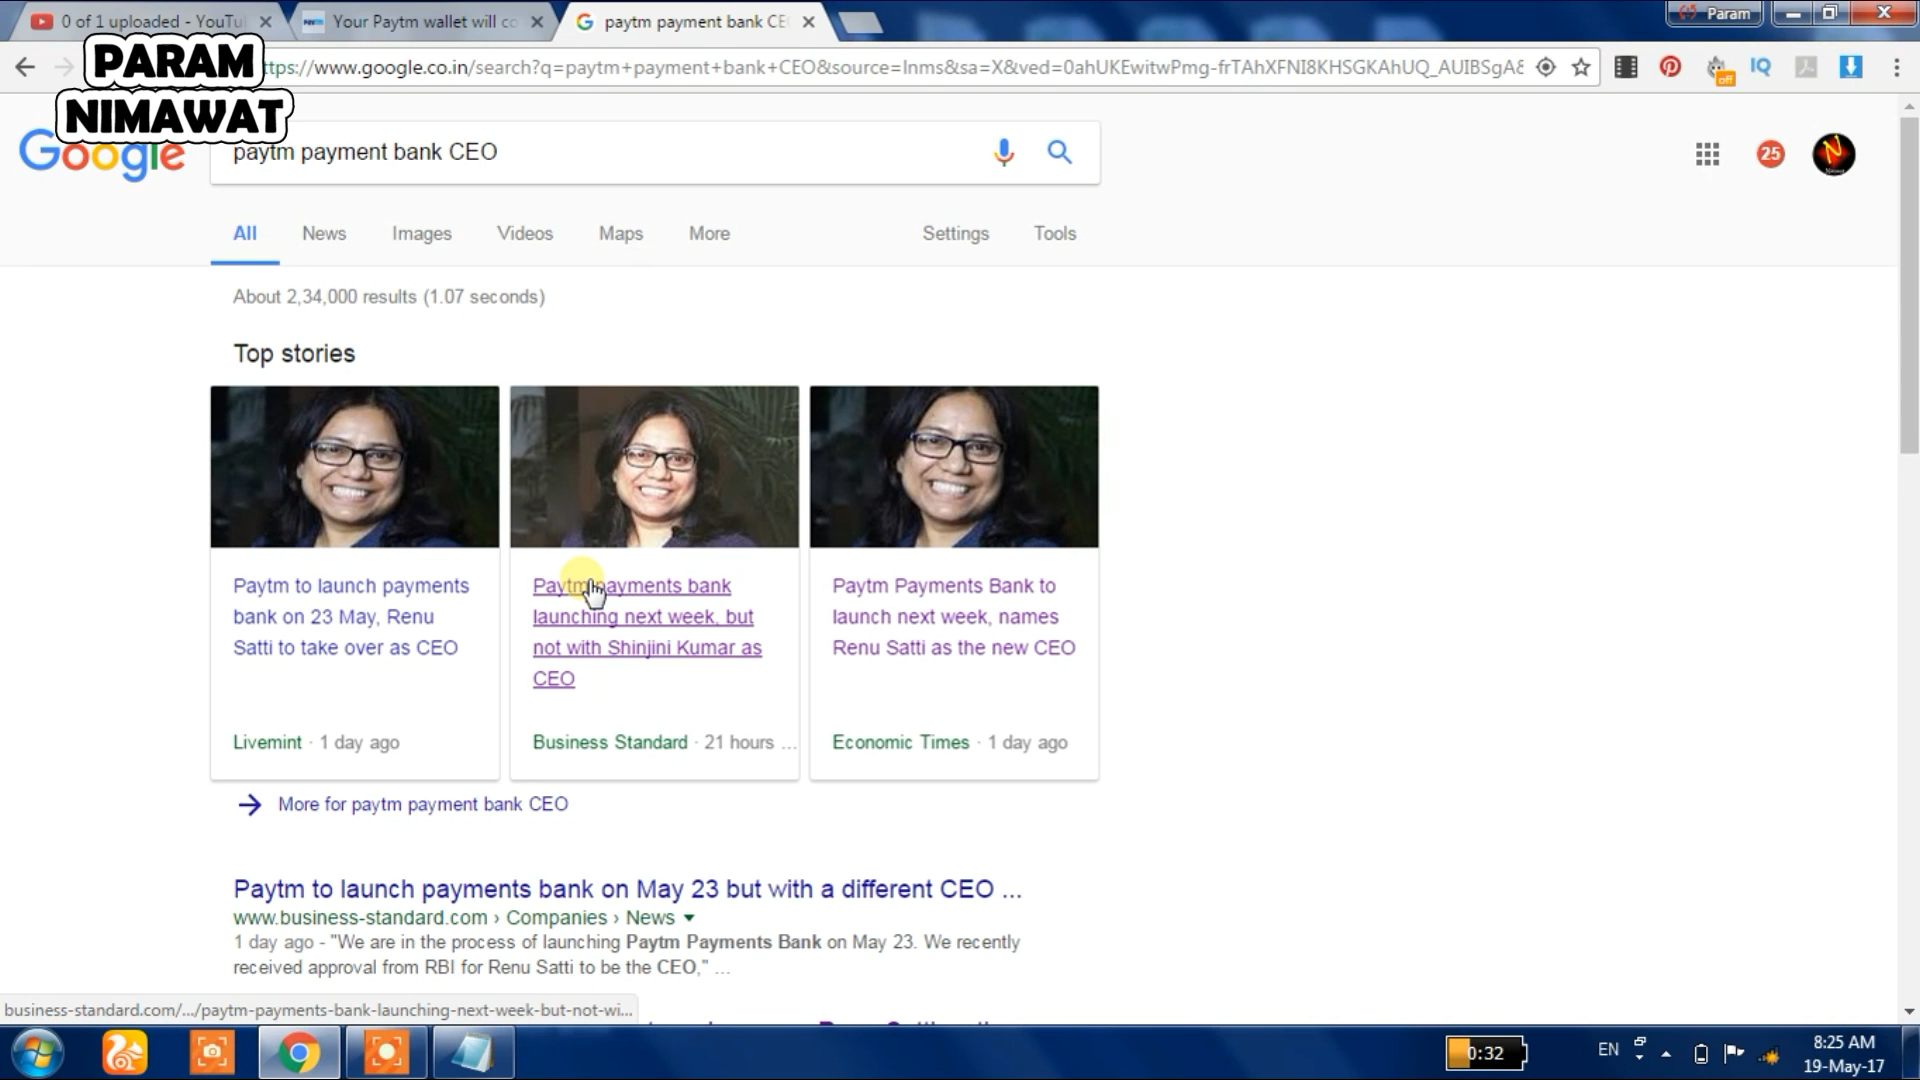 0 of 1 uploaded - YouTu
Your Paytm wallet will co
paytm payment bank CE
Param
PARAM
NIMAWAT
ttps://www.google.co.in/search?q=paytm+payment+bank+CEO&source=lnms&sa=X&ved=0ahUKEwitwPmg-frTAhXFNI8KHSGKAhUQ_AUIBSgA&
off
IQ
Google
paytm payment bank CEO
25
All News Images Videos Maps More Settings Tools
About 2,34,000 results (1.07 seconds)
Top stories
Paytm to launch payments
bank on 23 May, Renu
Satti to take over as CEO
Livemint · 1 day ago
Paytm payments bank
launching next week, but
not with Shinjini Kumar as
CEO
Business Standard · 21 hours ...
Paytm Payments Bank to
launch next week, names
Renu Satti as the new CEO
Economic Times · 1 day ago
More for paytm payment bank CEO
Paytm to launch payments bank on May 23 but with a different CEO ...
www.business-standard.com › Companies › News
1 day ago - "We are in the process of launching Paytm Payments Bank on May 23. We recently
received approval from RBI for Renu Satti to be the CEO," ...
business-standard.com/.../paytm-payments-bank-launching-next-week-but-not-wi...
0:32
EN
8:25 AM
19-May-17